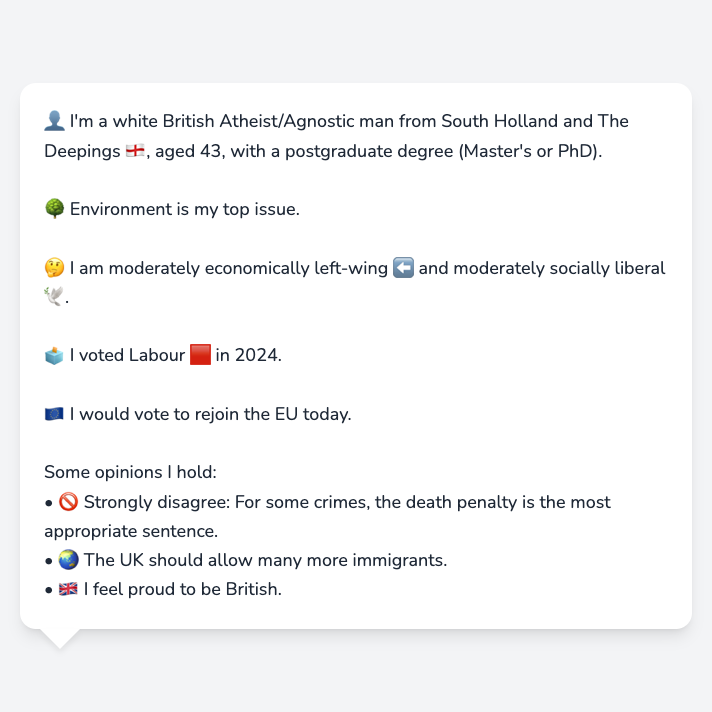 👤 I'm a white British Atheist/Agnostic man from South Holland and The
Deepings 🏴󠁧󠁢󠁥󠁮󠁧󠁿, aged 43, with a postgraduate degree (Master's or PhD).
🌳 Environment is my top issue.
🤔 I am moderately economically left-wing ⬅️ and moderately socially liberal
🕊️.
🗳️ I voted Labour 🟥 in 2024.
🇪🇺 I would vote to rejoin the EU today.
Some opinions I hold:
• 🚫 Strongly disagree: For some crimes, the death penalty is the most
appropriate sentence.
• 🌏 The UK should allow many more immigrants.
• 🇬🇧 I feel proud to be British.